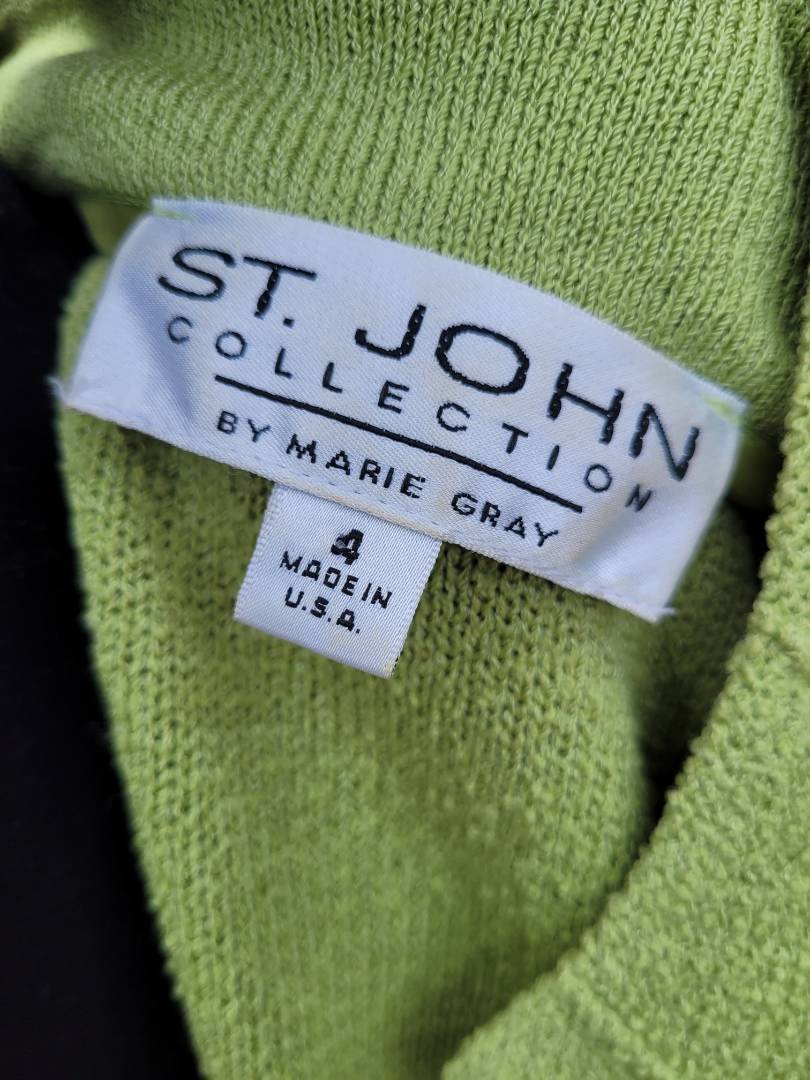 ST. JOHN
COLLECTION
BY MARIE GRAY
4
MADE IN
U.S.A.